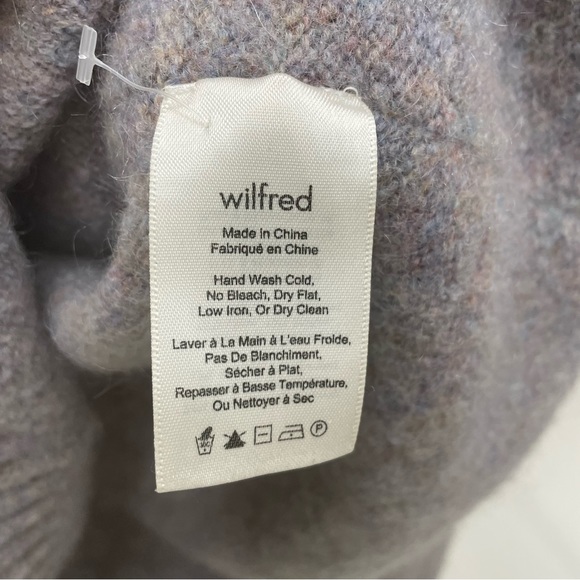 wilfred
Made in China
Fabriqué en Chine
Hand Wash Cold,
No Bleach, Dry Flat,
Low Iron, Or Dry Clean
Laver à La Main à L'eau Froide,
Pas De Blanchiment,
Sécher à Plat,
Repasser à Basse Température,
Ou Nettoyer à Sec
P